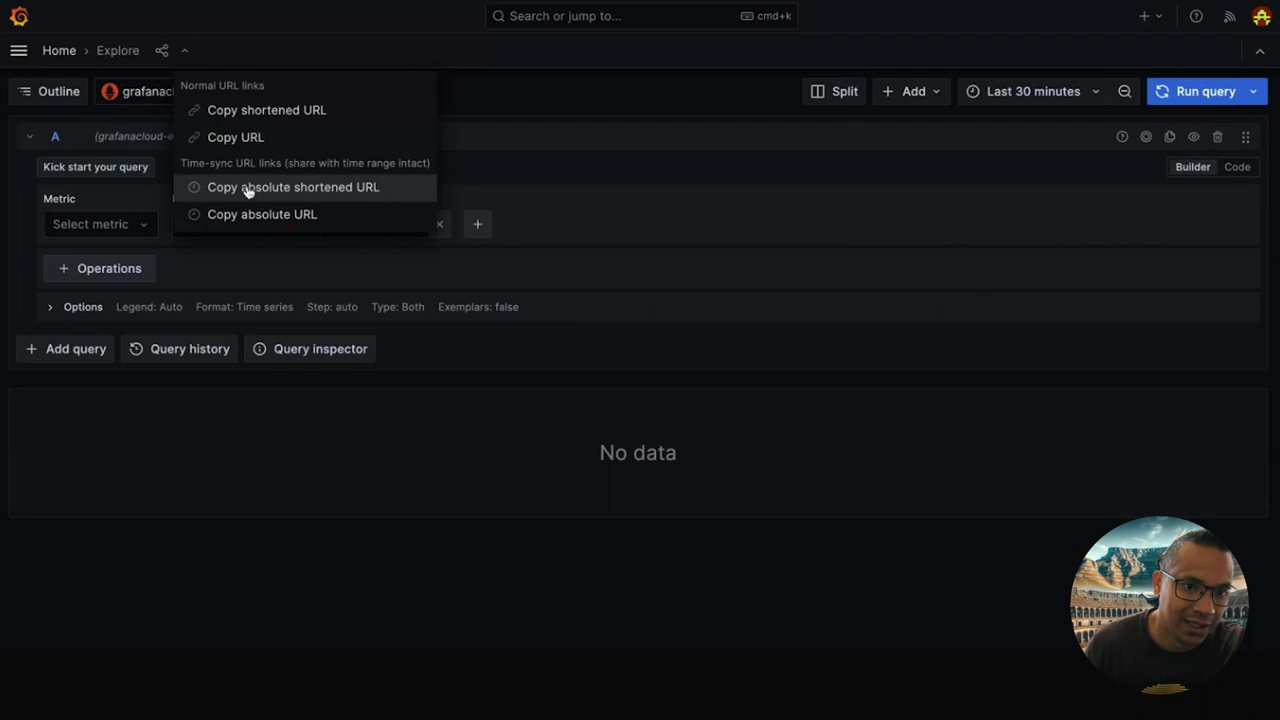 Search or jump to...
cmd+k
Home › Explore
Normal URL links
Outline
Split
+ Add
Last 30 minutes
Run query
Copy shortened URL
A
Copy URL
Kick start your query
Time-sync URL links (share with time range intact)
Builder
Code
Copy absolute shortened URL
Metric
Select metric
Copy absolute URL
+ Operations
Options
Legend: Auto
Format: Time series
Step: auto
Type: Both
Exemplars: false
+ Add query
Query history
Query inspector
No data